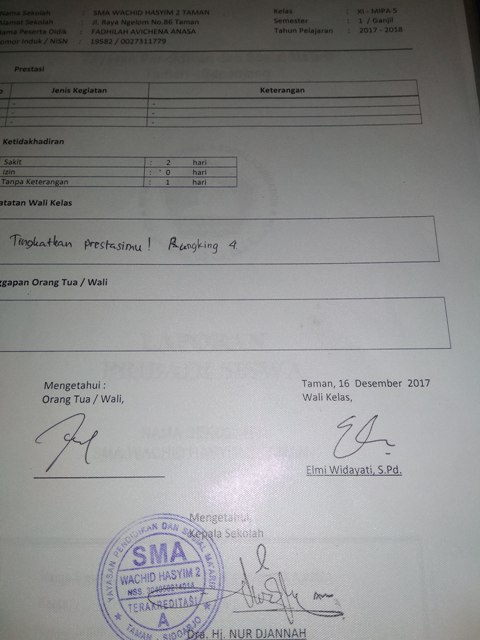 Nama Sekolah : SMA WACHID HASYIM 2 TAMAN Kelas : XI - MIPA 5
Alamat Sekolah : Jl. Raya Ngelom No.86 Taman Semester : 1 / Ganjil
Nama Peserta Didik : FADHILAH AVICHENA ANASA Tahun Pelajaran : 2017 - 2018
Nomor Induk / NISN : 19582 / 0027311779
Prestasi
o Jenis Kegiatan Keterangan
- -
- -
- -
Ketidakhadiran
Sakit : 2 hari
Izin : 0 hari
Tanpa Keterangan : 1 hari
atatan Wali Kelas
Tingkatkan prestasimu! Rangking 4.
ggapan Orang Tua / Wali
Mengetahui : Taman, 16 Desember 2017
Orang Tua / Wali, Wali Kelas,
Elmi Widayati, S.Pd.
Mengetahui,
Kepala Sekolah
YAYASAN PENDIDIKAN DAN SOSIAL MA'ARIF
SMA
WACHID HASYIM 2
NSS
TERAKREDITASI
A
TAMAN - SIDOARJO
Dra. Hj. NUR DJANNAH